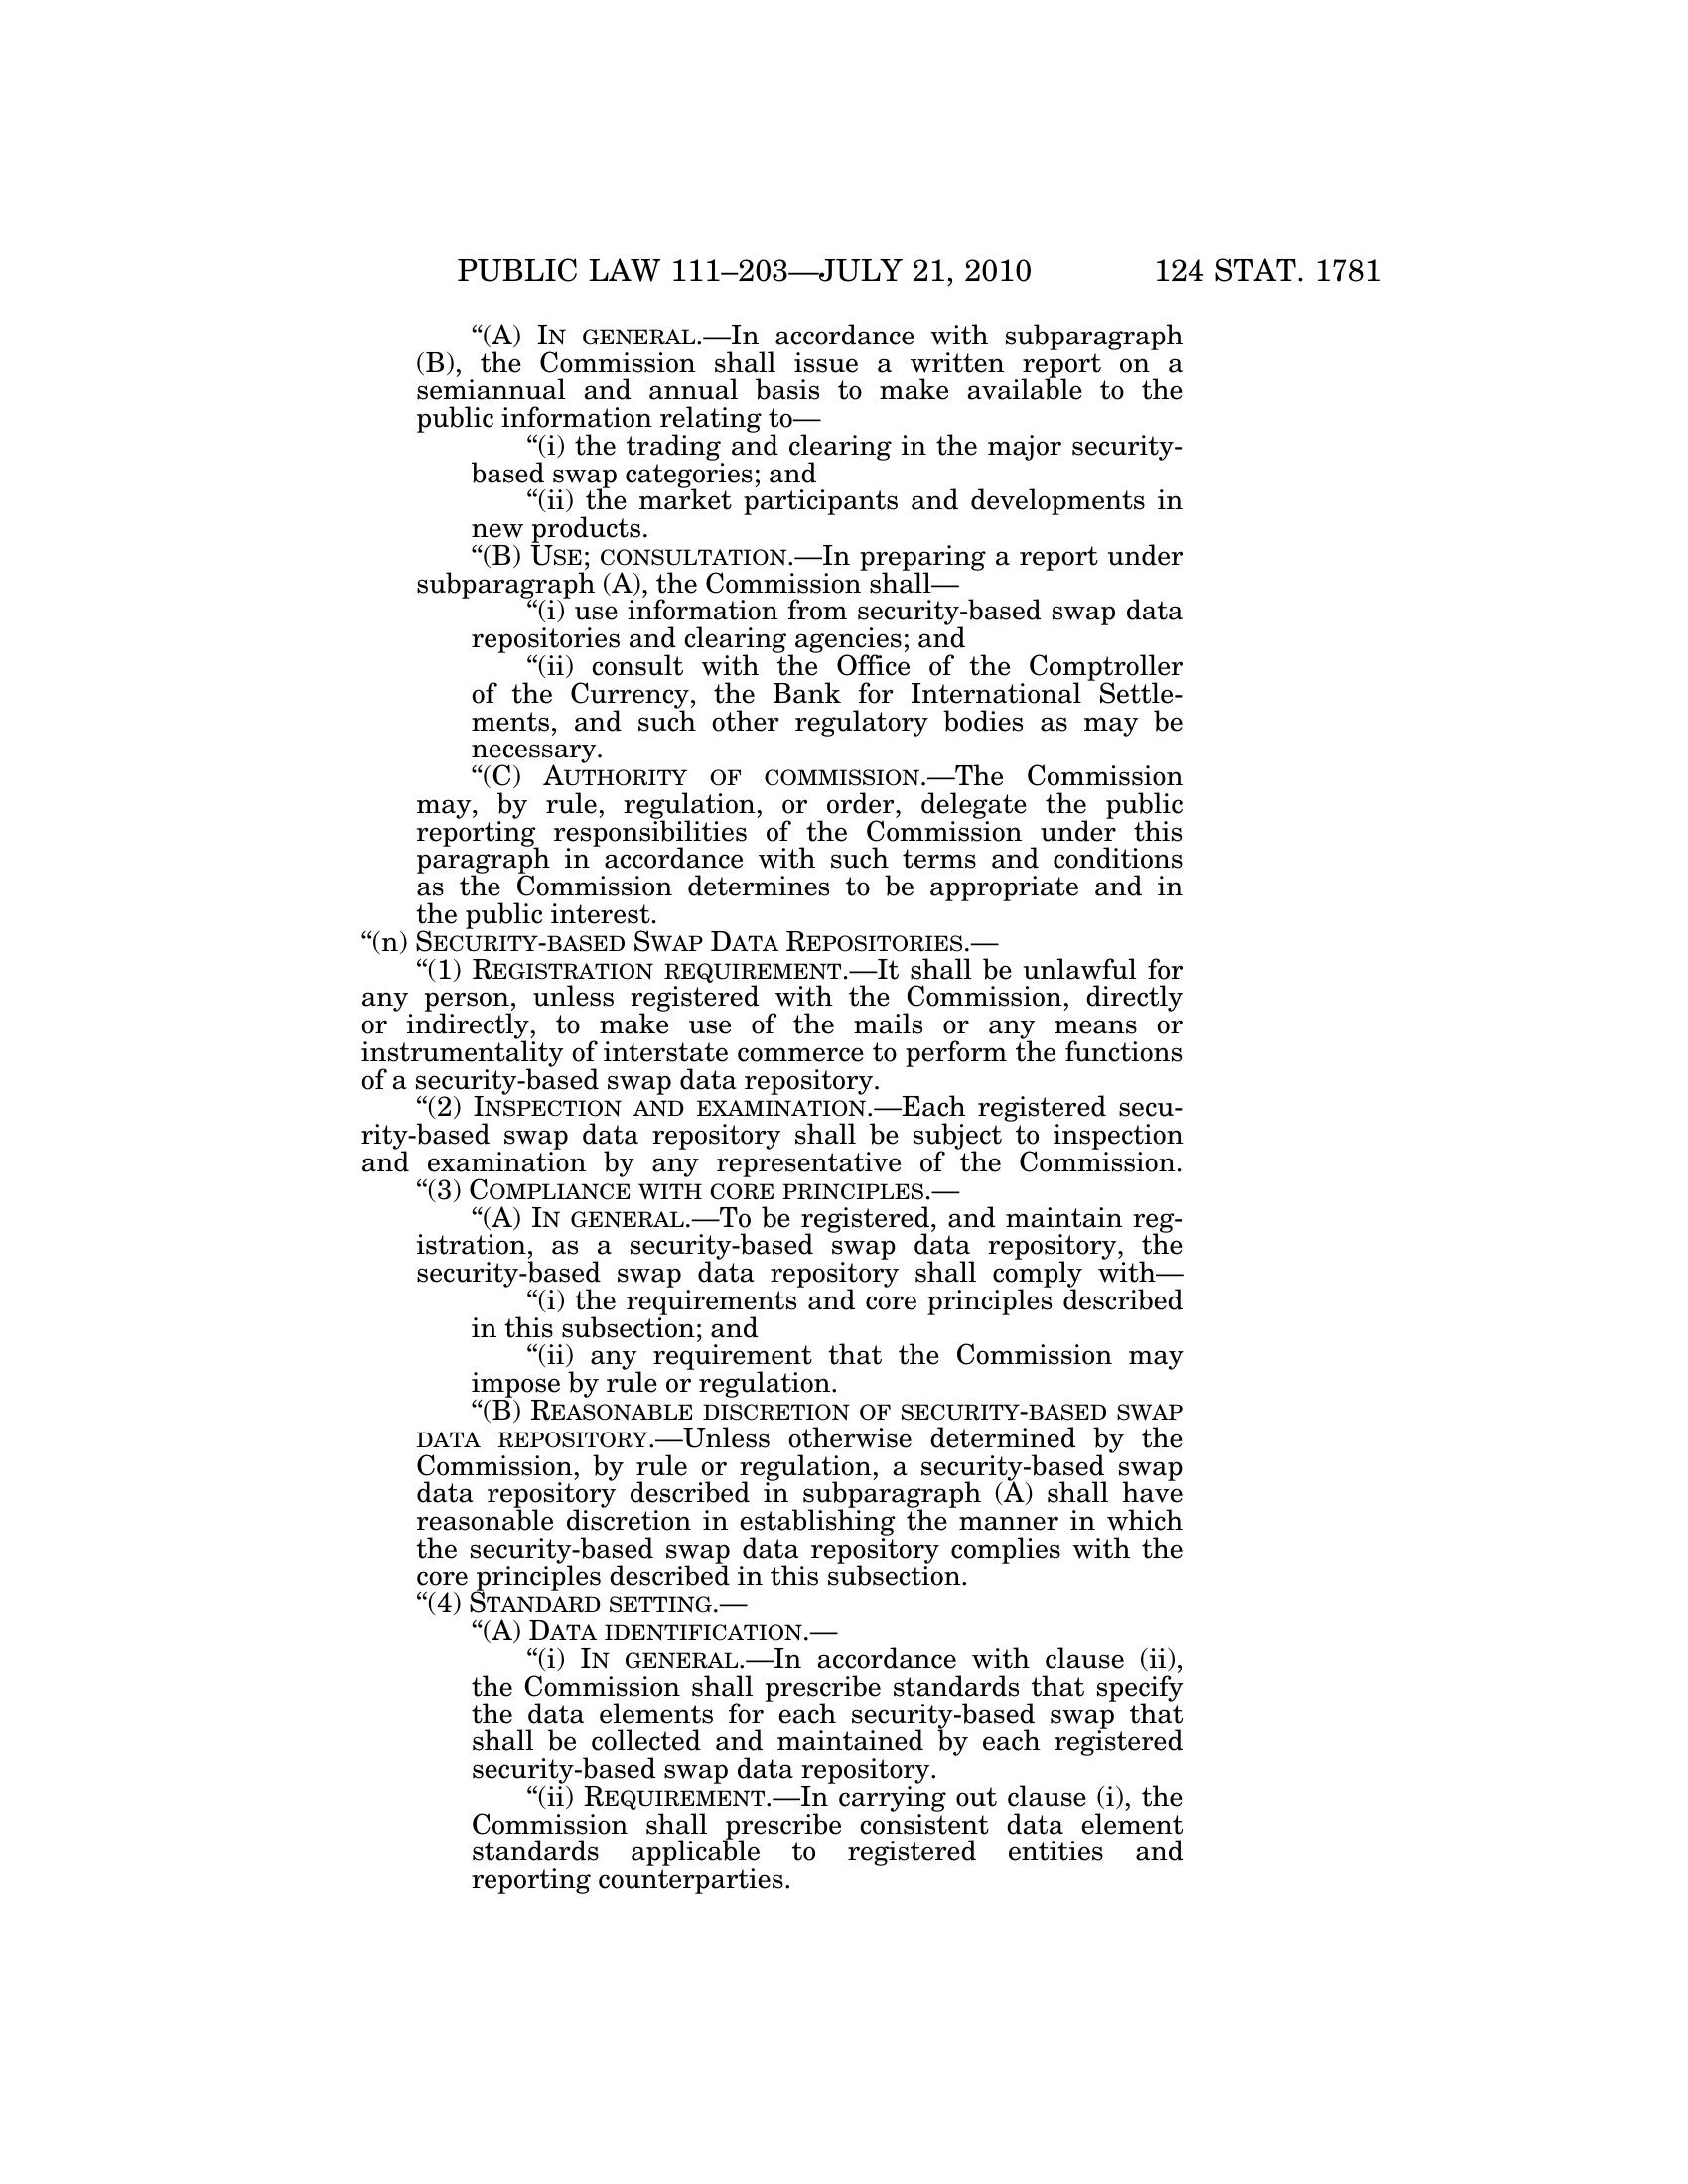 PUBLIC LAW 111–203—JULY 21, 2010 124 STAT. 1781
“(A) IN GENERAL.—In accordance with subparagraph
(B), the Commission shall issue a written report on a
semiannual and annual basis to make available to the
public information relating to—
“(i) the trading and clearing in the major security-
based swap categories; and
“(ii) the market participants and developments in
new products.
“(B) USE; CONSULTATION.—In preparing a report under
subparagraph (A), the Commission shall—
“(i) use information from security-based swap data
repositories and clearing agencies; and
“(ii) consult with the Office of the Comptroller
of the Currency, the Bank for International Settle-
ments, and such other regulatory bodies as may be
necessary.
“(C) AUTHORITY OF COMMISSION.—The Commission
may, by rule, regulation, or order, delegate the public
reporting responsibilities of the Commission under this
paragraph in accordance with such terms and conditions
as the Commission determines to be appropriate and in
the public interest.
“(n) SECURITY-BASED SWAP DATA REPOSITORIES.—
“(1) REGISTRATION REQUIREMENT.—It shall be unlawful for
any person, unless registered with the Commission, directly
or indirectly, to make use of the mails or any means or
instrumentality of interstate commerce to perform the functions
of a security-based swap data repository.
“(2) INSPECTION AND EXAMINATION.—Each registered secu-
rity-based swap data repository shall be subject to inspection
and examination by any representative of the Commission.
“(3) COMPLIANCE WITH CORE PRINCIPLES.—
“(A) IN GENERAL.—To be registered, and maintain reg-
istration, as a security-based swap data repository, the
security-based swap data repository shall comply with—
“(i) the requirements and core principles described
in this subsection; and
“(ii) any requirement that the Commission may
impose by rule or regulation.
“(B) REASONABLE DISCRETION OF SECURITY-BASED SWAP
DATA REPOSITORY.—Unless otherwise determined by the
Commission, by rule or regulation, a security-based swap
data repository described in subparagraph (A) shall have
reasonable discretion in establishing the manner in which
the security-based swap data repository complies with the
core principles described in this subsection.
“(4) STANDARD SETTING.—
“(A) DATA IDENTIFICATION.—
“(i) IN GENERAL.—In accordance with clause (ii),
the Commission shall prescribe standards that specify
the data elements for each security-based swap that
shall be collected and maintained by each registered
security-based swap data repository.
“(ii) REQUIREMENT.—In carrying out clause (i), the
Commission shall prescribe consistent data element
standards applicable to registered entities and
reporting counterparties.